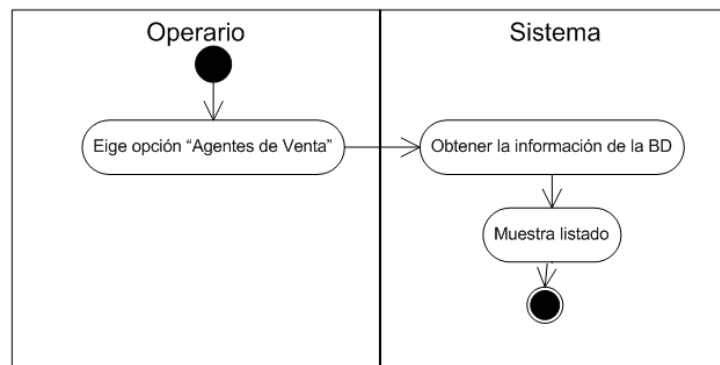 Operario
Sistema
Eige opción “Agentes de Venta”
Obtener la información de la BD
Muestra listado